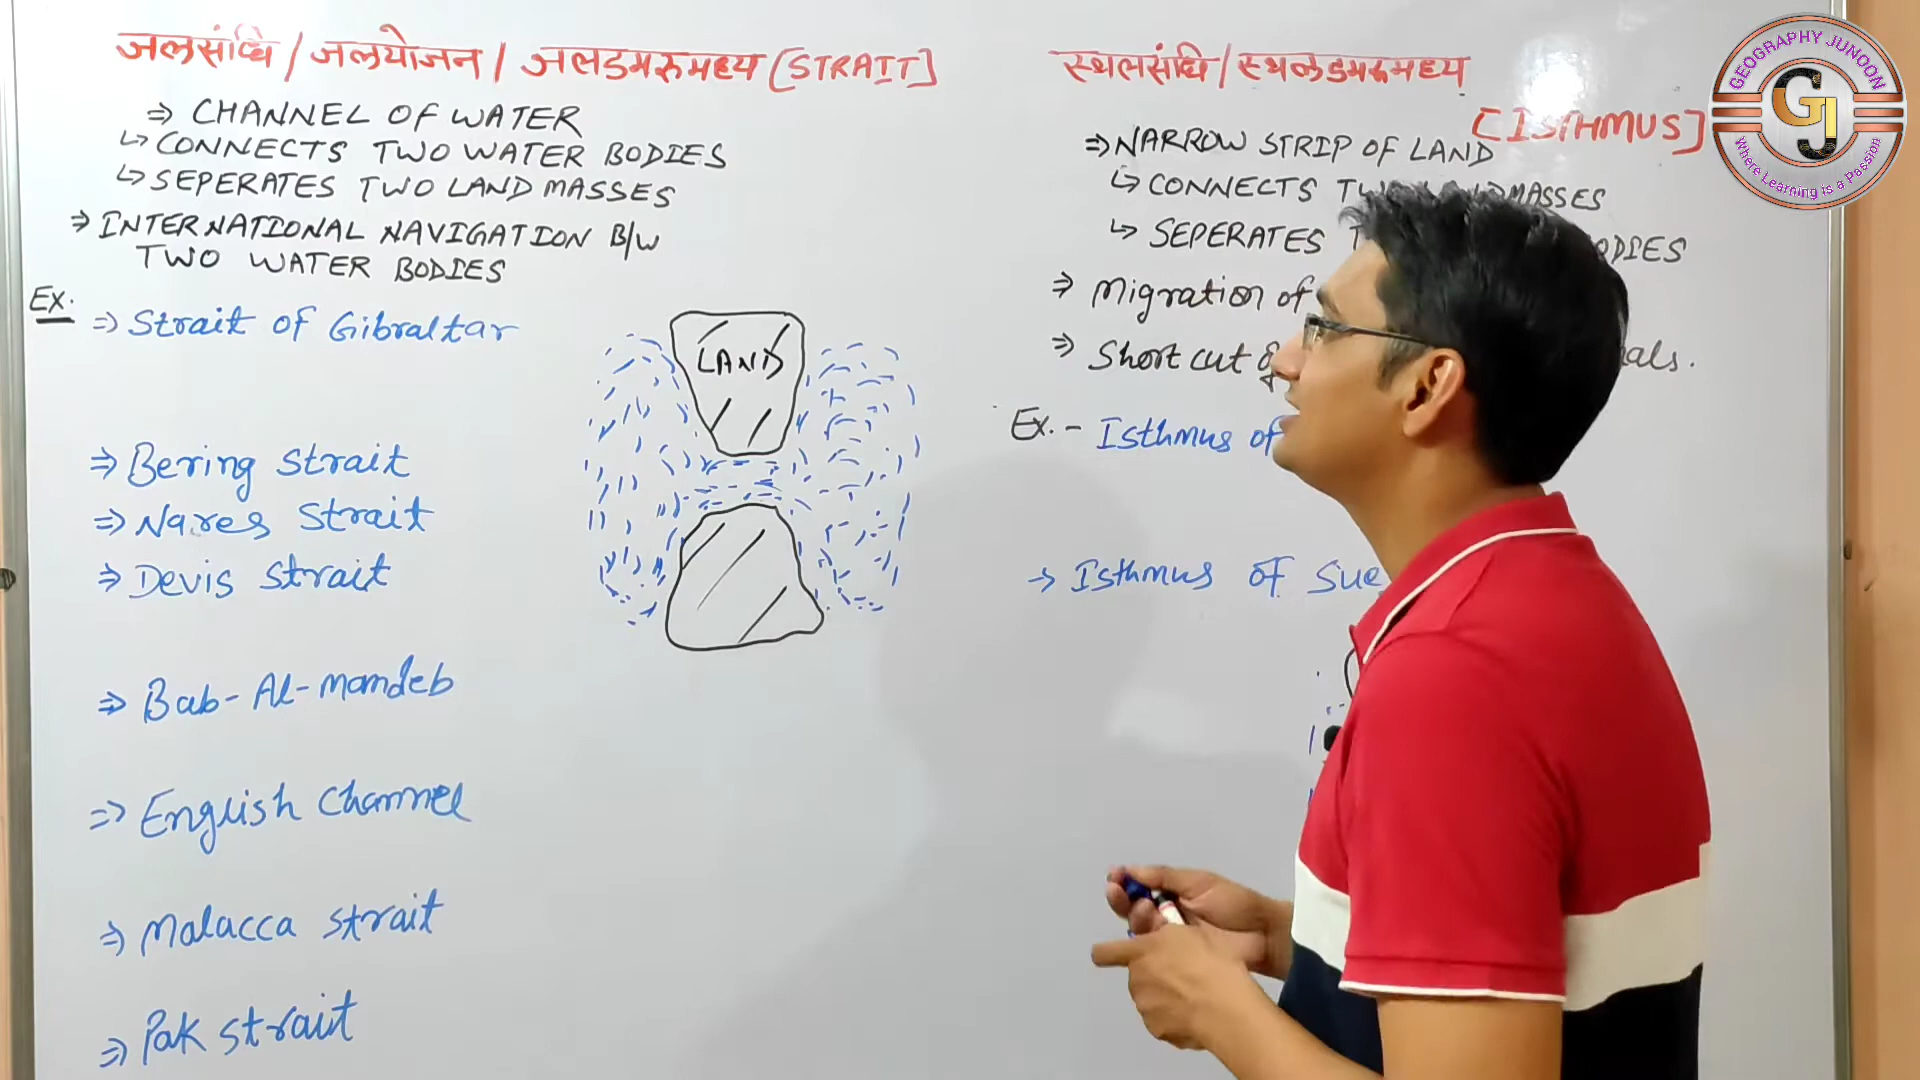 जलसंधि / जलयोजन / जलडमरुमध्य [STRAIT]
⇒ CHANNEL OF WATER
↳ CONNECTS TWO WATER BODIES
↳ SEPERATES TWO LAND MASSES
⇒ INTERNATIONAL NAVIGATION B/W
TWO WATER BODIES
Ex.
⇒ Strait of Gibraltar
⇒ Bering Strait
⇒ Nares Strait
⇒ Devis Strait
⇒ Bab-Al-mandeb
⇒ English Channel
⇒ Malacca strait
⇒ Pak strait
LAND
स्थलसंधि / स्थलडमरुमध्य
[ISTHMUS]
⇒ NARROW STRIP OF LAND
↳ CONNECTS MASSES
↳ SEPERATES
⇒ Migration of
⇒ Short cut
Ex. - Isthmus of
→ Isthmus of
GEOGRAPHY JUNOON
GJ
Where Learning is a Passion